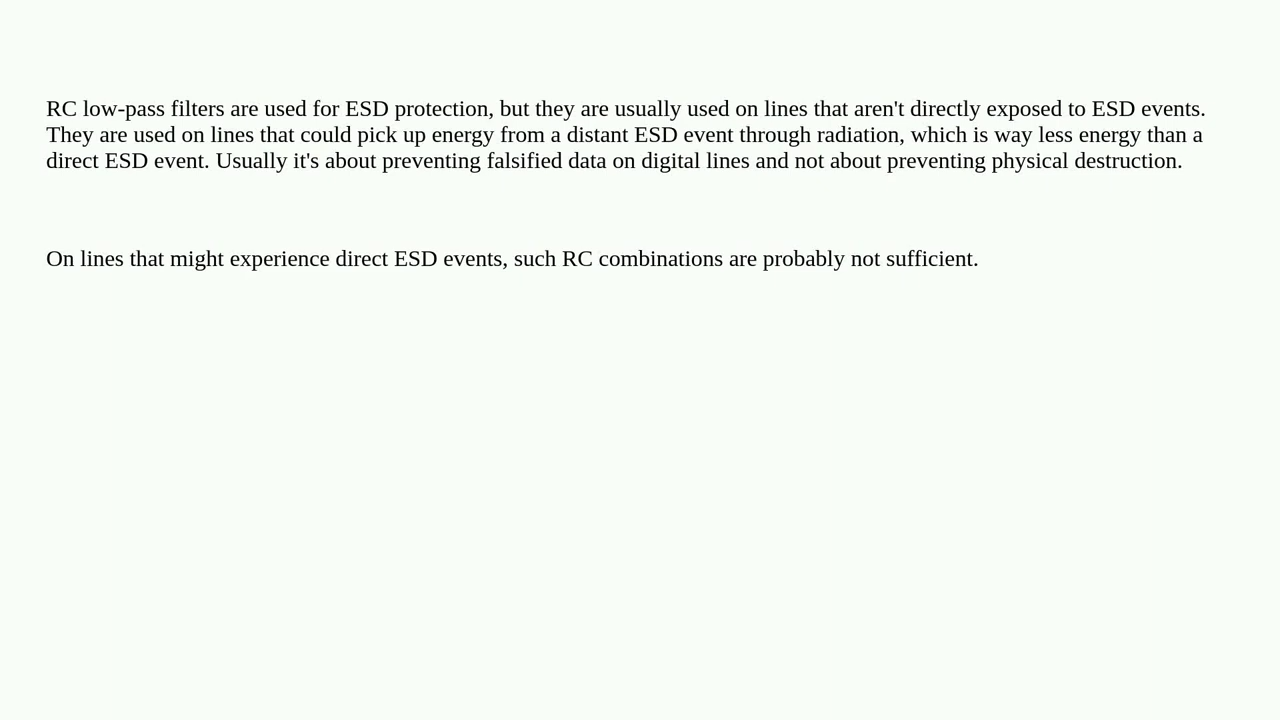 RC low-pass filters are used for ESD protection, but they are usually used on lines that aren't directly exposed to ESD events.
They are used on lines that could pick up energy from a distant ESD event through radiation, which is way less energy than a
direct ESD event. Usually it's about preventing falsified data on digital lines and not about preventing physical destruction.
On lines that might experience direct ESD events, such RC combinations are probably not sufficient.